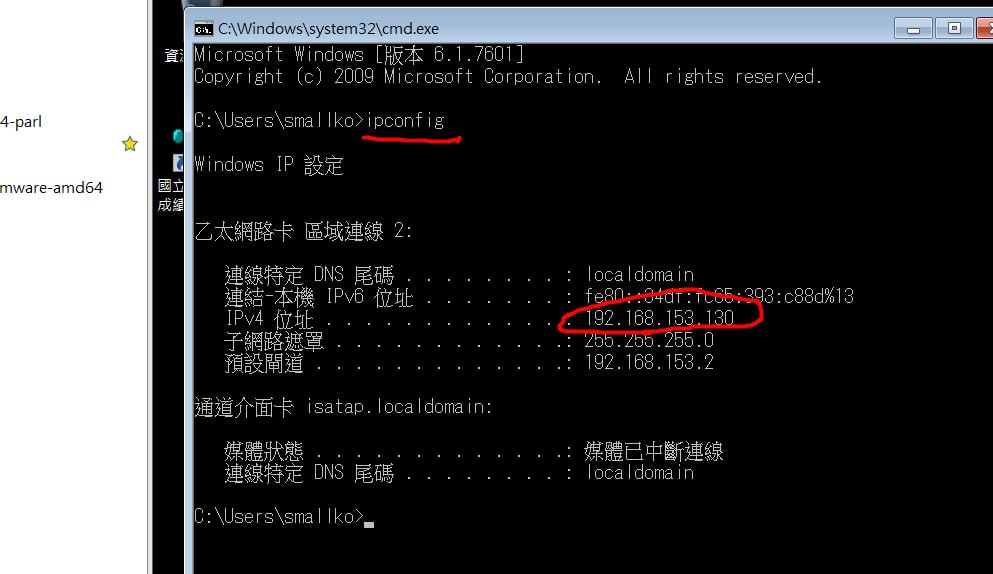 C:\Windows\system32\cmd.exe
Microsoft Windows [版本 6.1.7601]
Copyright (c) 2009 Microsoft Corporation.  All rights reserved.
4-parl
C:\Users\smallko>ipconfig
Windows IP 設定
mware-amd64
國立
成績
乙太網路卡 區域連線 2:
連線特定 DNS 尾碼 . . . . . . . . : localdomain
連結-本機 IPv6 位址 . . . . . . . : fe80::84df:fc65:393:c88d%13
IPv4 位址 . . . . . . . . . . . . : 192.168.153.130
子網路遮罩 . . . . . . . . . . . .: 255.255.255.0
預設閘道 . . . . . . . . . . . . .: 192.168.153.2
通道介面卡 isatap.localdomain:
媒體狀態 . . . . . . . . . . . . .: 媒體已中斷連線
連線特定 DNS 尾碼 . . . . . . . . : localdomain
C:\Users\smallko>